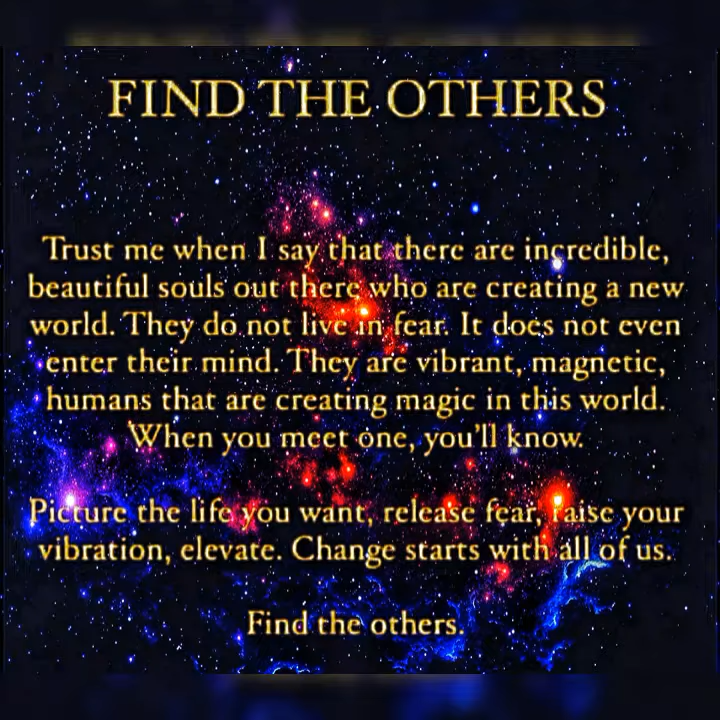 FIND THE OTHERS
Trust me when I say that there are incredible,
beautiful souls out there who are creating a new
world. They do not live in fear. It does not even
enter their mind. They are vibrant, magnetic,
humans that are creating magic in this world.
When you meet one, you'll know.
Picture the life you want, release fear, raise your
vibration, elevate. Change starts with all of us.
Find the others.